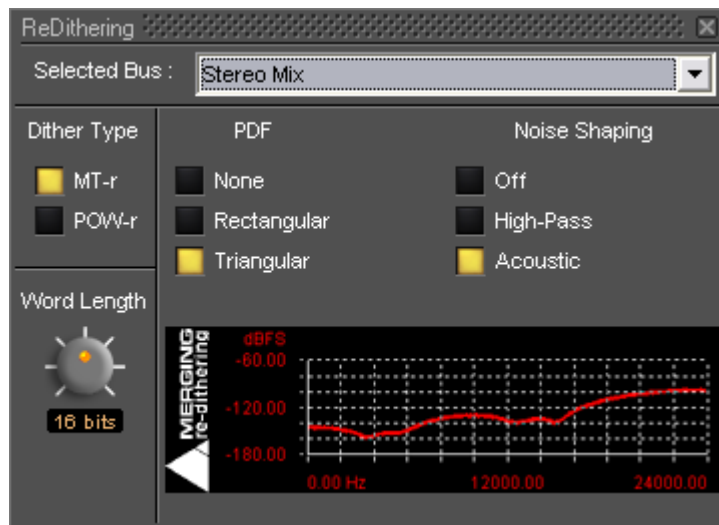 ReDithering
Selected Bus : Stereo Mix
Dither Type
MT-r
POW-r
PDF
None
Rectangular
Triangular
Noise Shaping
Off
High-Pass
Acoustic
Word Length
16 bits
MERGING
re-dithering
dBFS
-60.00
-120.00
-180.00
0.00 Hz 12000.00 24000.00